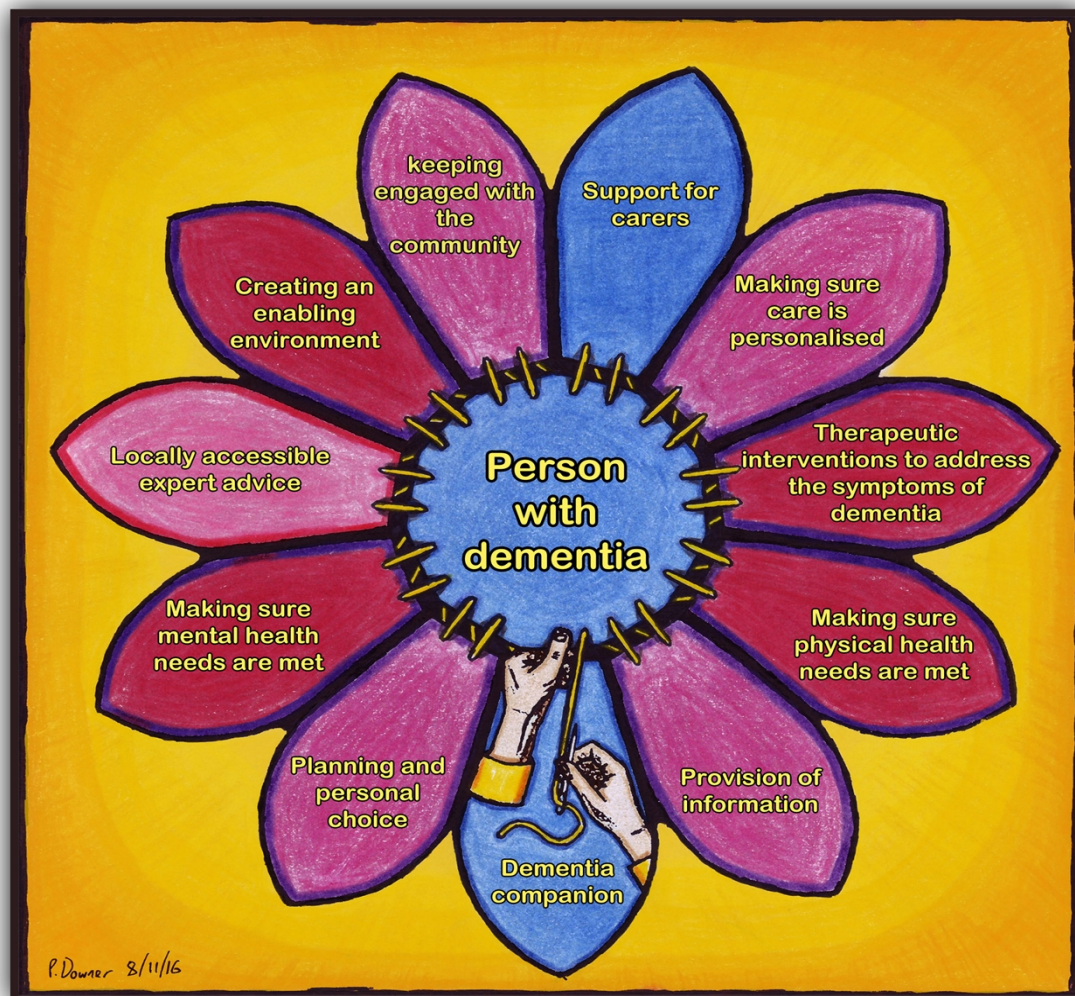 keeping
engaged with
the
community
Support for
carers
Making sure
care is
personalised
Therapeutic
interventions to address
the symptoms of
dementia
Making sure
physical health
needs are met
Provision of
information
Dementia
companion
Planning and
personal
choice
Making sure
mental health
needs are met
Locally accessible
expert advice
Creating an
enabling
environment
Person
with
dementia
P.Downer 8/11/16